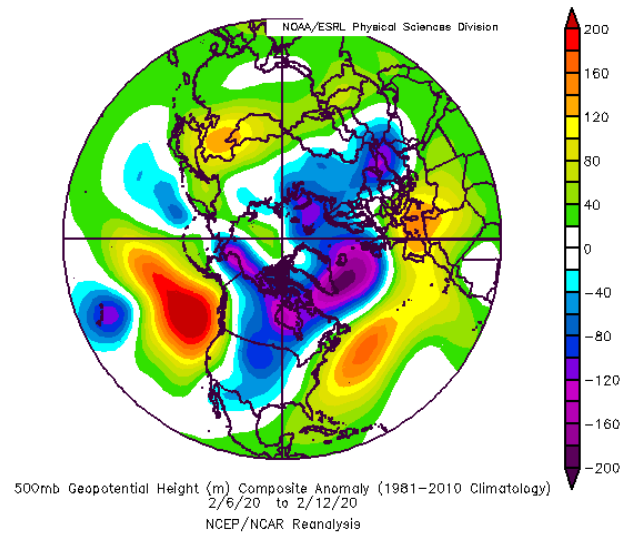 NOAA/ESRL Physical Sciences Division
200
160
120
80
40
0
-40
-80
-120
-160
-200
500mb Geopotential Height (m) Composite Anomaly (1981-2010 Climatology)
2/6/20 to 2/12/20
NCEP/NCAR Reanalysis